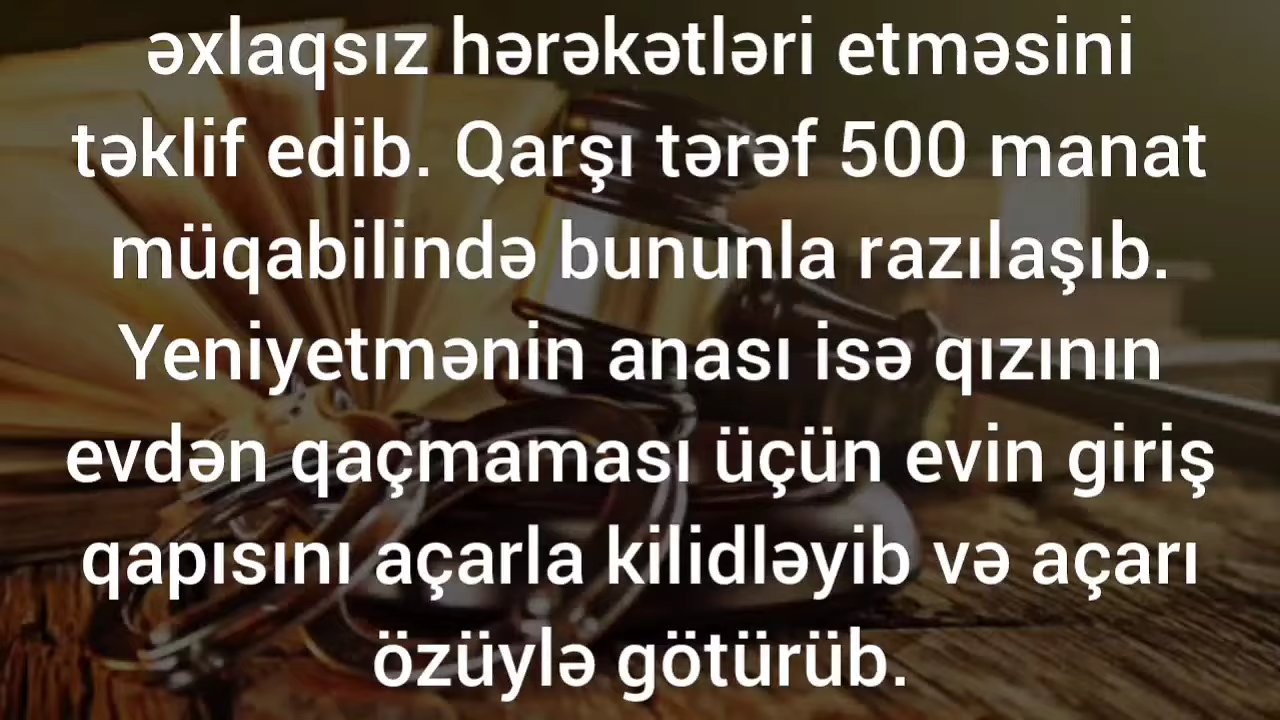 əxlaqsız hərəkətləri etməsini
təklif edib. Qarşı tərəf 500 manat
müqabilində bununla razılaşıb.
Yeniyetmənin anası isə qızının
evdən qaçmaması üçün evin giriş
qapısını açarla kilidləyib və açarı
özüylə götürüb.